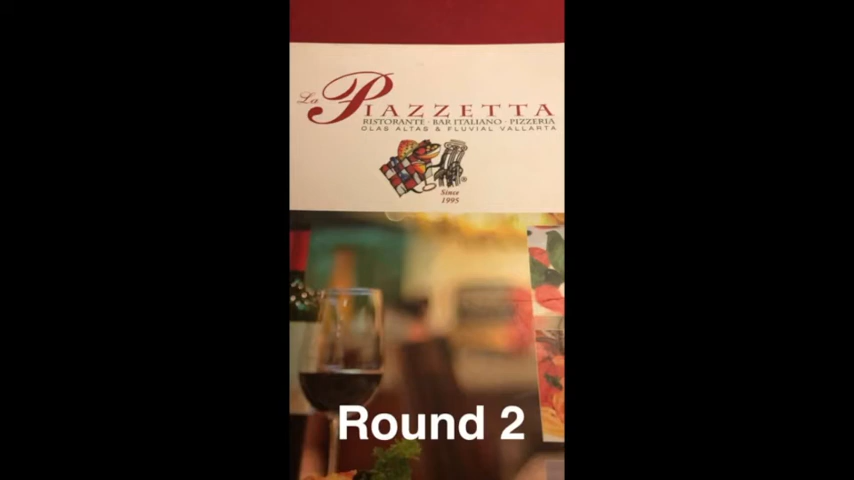 La PIAZZETTA
RISTORANTE · BAR ITALIANO · PIZZERIA
OLAS ALTAS & FLUVIAL VALLARTA
Since
1995
Round 2